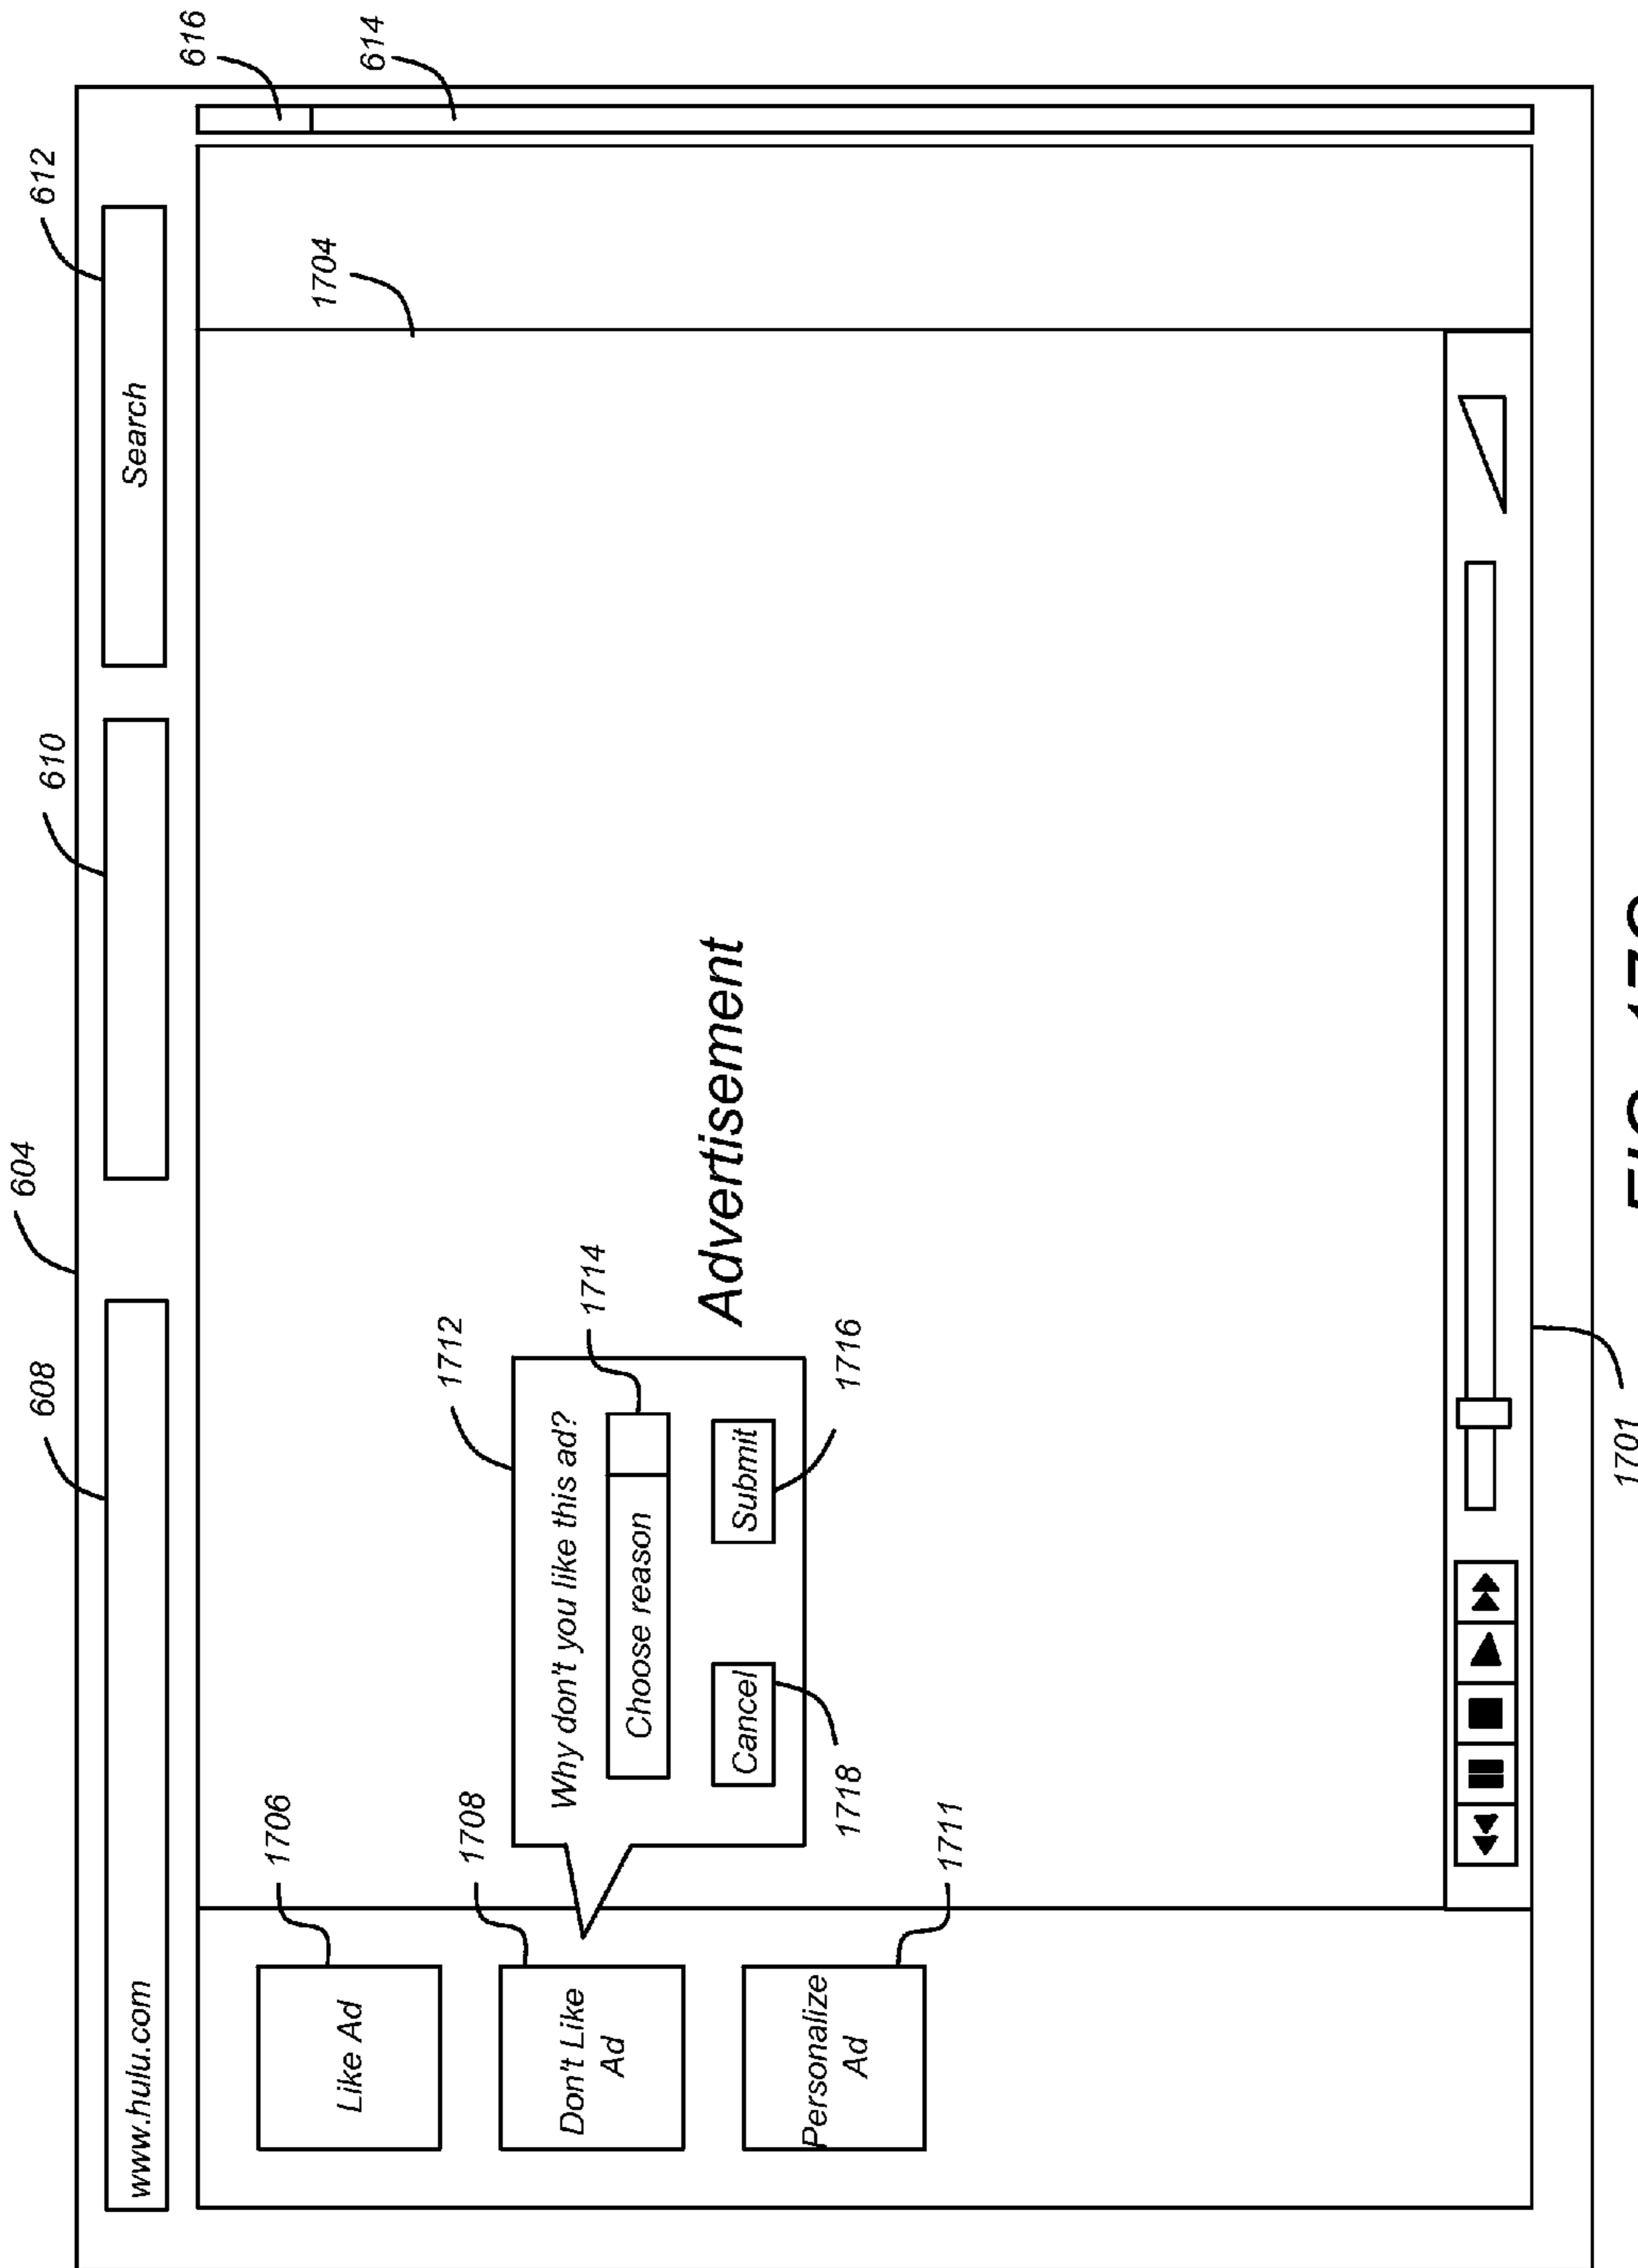 604
608
610
612
616
614
www.hulu.com
Search
1704
1706
Like Ad
1712
Why don't you like this ad?
1714
Choose reason
1708
Don't Like
Ad
Cancel
Submit
1718
1716
Advertisement
1711
Personalize
Ad
1701
FIG.